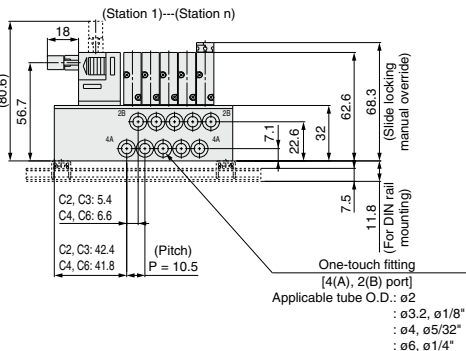 (Station 1)---(Station n)
18
(80.6)
56.7
2B
2B
4A
4A
7.1
22.6
32
62.6
68.3
(Slide locking
manual override)
7.5
11.8
(For DIN rail
mounting)
C2, C3: 5.4
C4, C6: 6.6
C2, C3: 42.4
C4, C6: 41.8
(Pitch)
P = 10.5
One-touch fitting
[4(A), 2(B) port]
Applicable tube O.D.: ø2
: ø3.2, ø1/8"
: ø4, ø5/32"
: ø6, ø1/4"